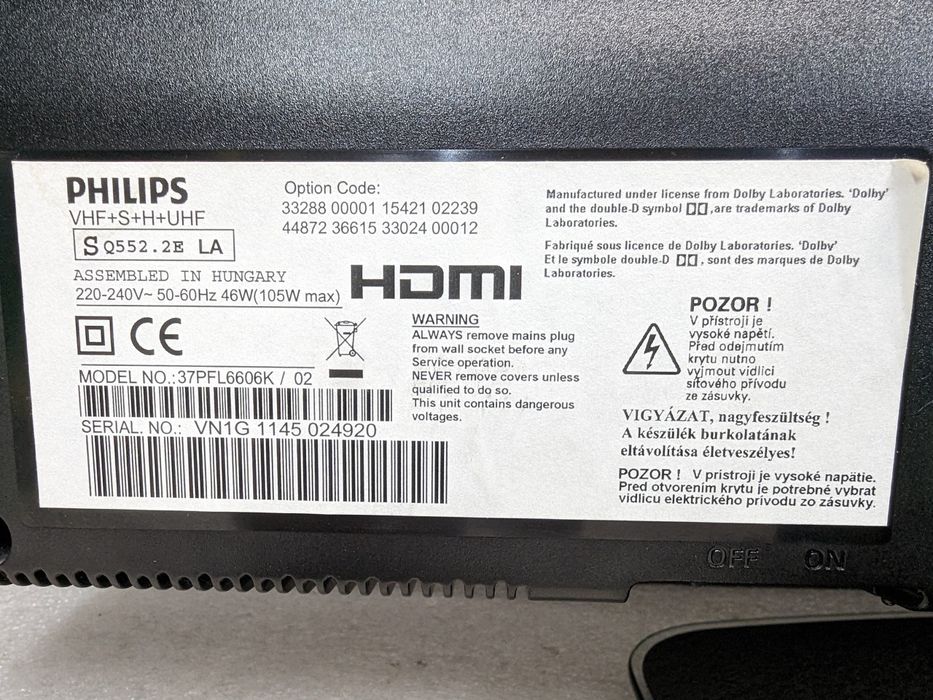 PHILIPS
VHF+S+H+UHF
S Q552.2E LA
ASSEMBLED IN HUNGARY
220-240V~ 50-60Hz 46W(105W max)
Option Code:
33288 00001 15421 02239
44872 36615 33024 00012
HDMI
CE
MODEL NO.:37PFL6606K / 02
SERIAL. NO.: VN1G 1145 024920
WARNING
ALWAYS remove mains plug
from wall socket before any
Service operation.
NEVER remove covers unless
qualified to do so.
This unit contains dangerous
voltages.
Manufactured under license from Dolby Laboratories. 'Dolby'
and the double-D symbol ,are trademarks of Dolby
Laboratories.
Fabriqué sous licence de Dolby Laboratories. 'Dolby'
Et le symbole double-D , sont des marques de Dolby
Laboratories.
POZOR !
V přístroji je
vysoké napětí.
Před odejmutím
krytu nutno
vyjmout vidlici
síťového přívodu
ze zásuvky.
VIGYÁZAT, nagyfeszültség !
A készülék burkolatának
eltávolítása életveszélyes!
POZOR ! V prístroji je vysoké napätie.
Pred otvorením krytu je potrebné vybrat
vidlicu elektrického prívodu zo zásuvky.
OFF ON